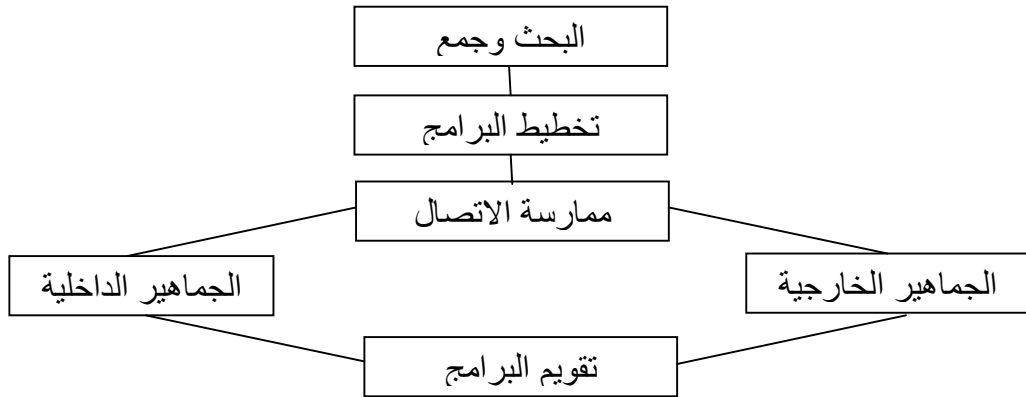 البحث وجمع
تخطيط البرامج
ممارسة الاتصال
الجماهير الخارجية
الجماهير الداخلية
تقويم البرامج